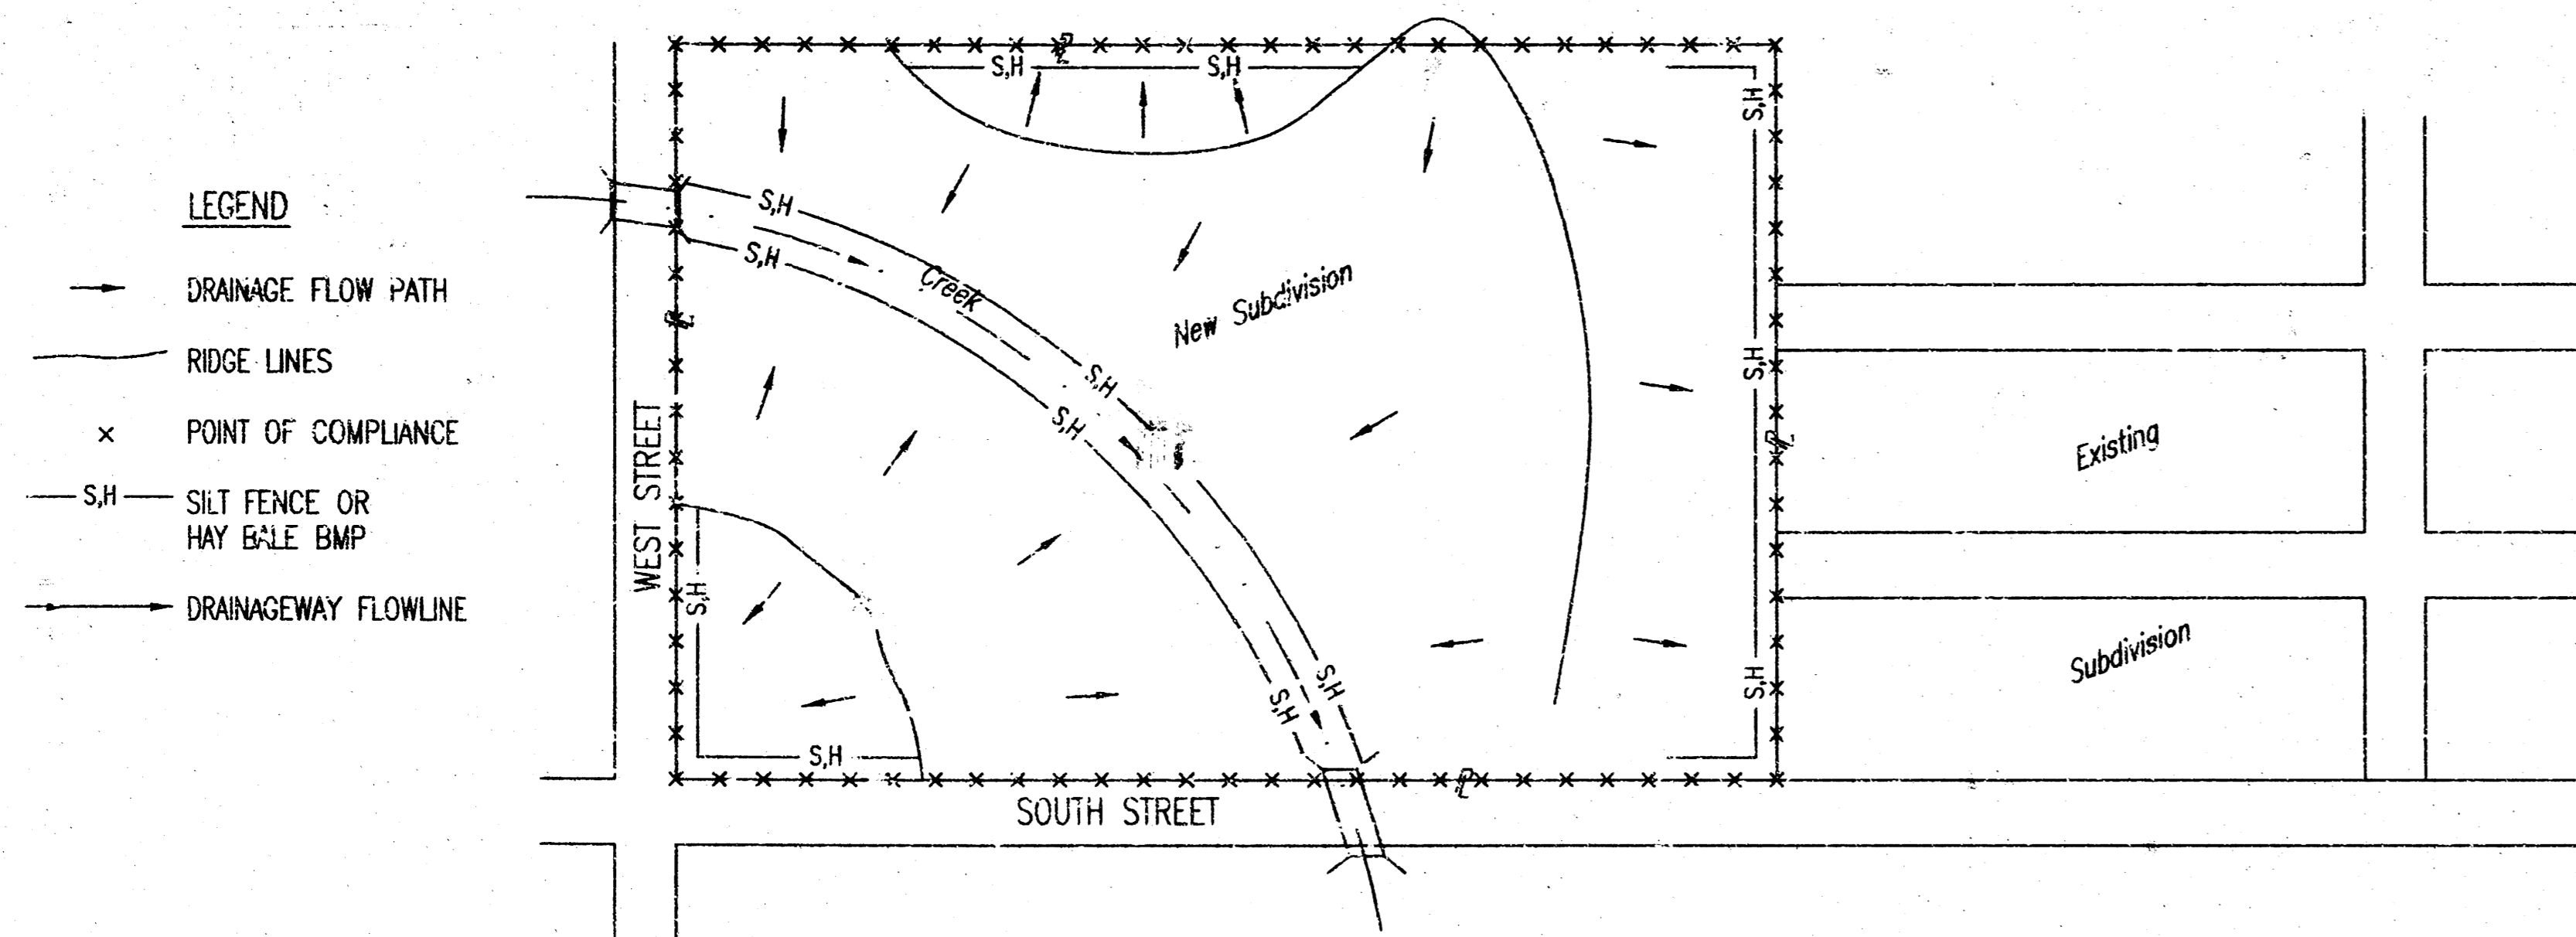 LEGEND
DRAINAGE FLOW PATH
RIDGE LINES
× POINT OF COMPLIANCE
S,H SILT FENCE OR
HAY BALE BMP
DRAINAGEWAY FLOWLINE
WEST STREET
SOUTH STREET
S,H
S,H
S,H
S,H
Creek
S,H
S,H
S,H
S,H
S,H
S,H
New Subdivision
S,H
S,H
S,H
Existing
Subdivision